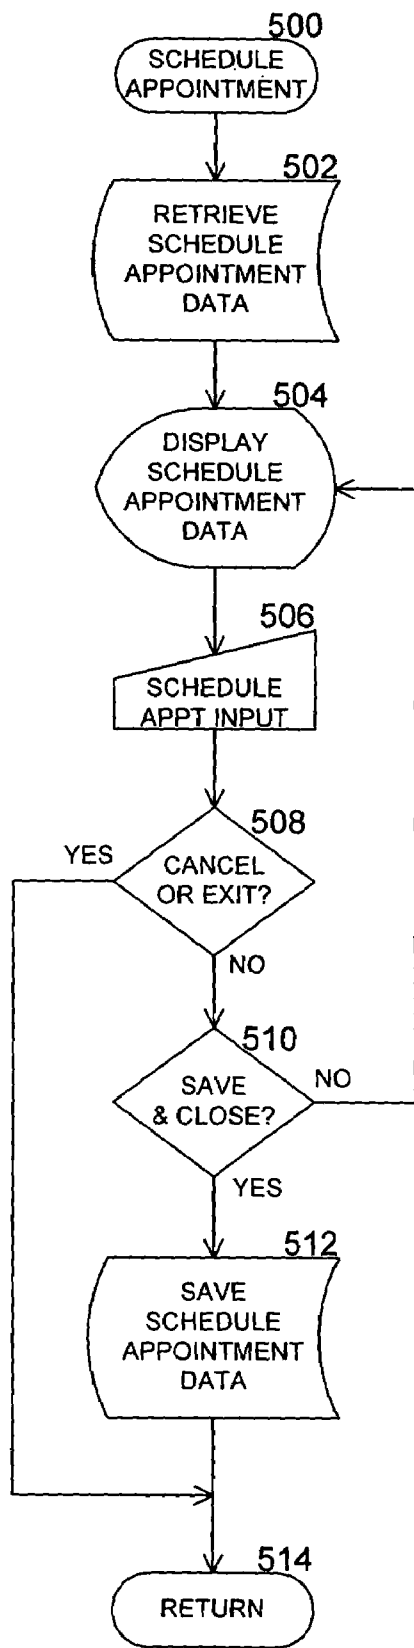 500
SCHEDULE
APPOINTMENT
502
RETRIEVE
SCHEDULE
APPOINTMENT
DATA
504
DISPLAY
SCHEDULE
APPOINTMENT
DATA
506
SCHEDULE
APPT INPUT
508
YES
CANCEL
OR EXIT?
NO
510
SAVE
& CLOSE?
NO
YES
512
SAVE
SCHEDULE
APPOINTMENT
DATA
514
RETURN